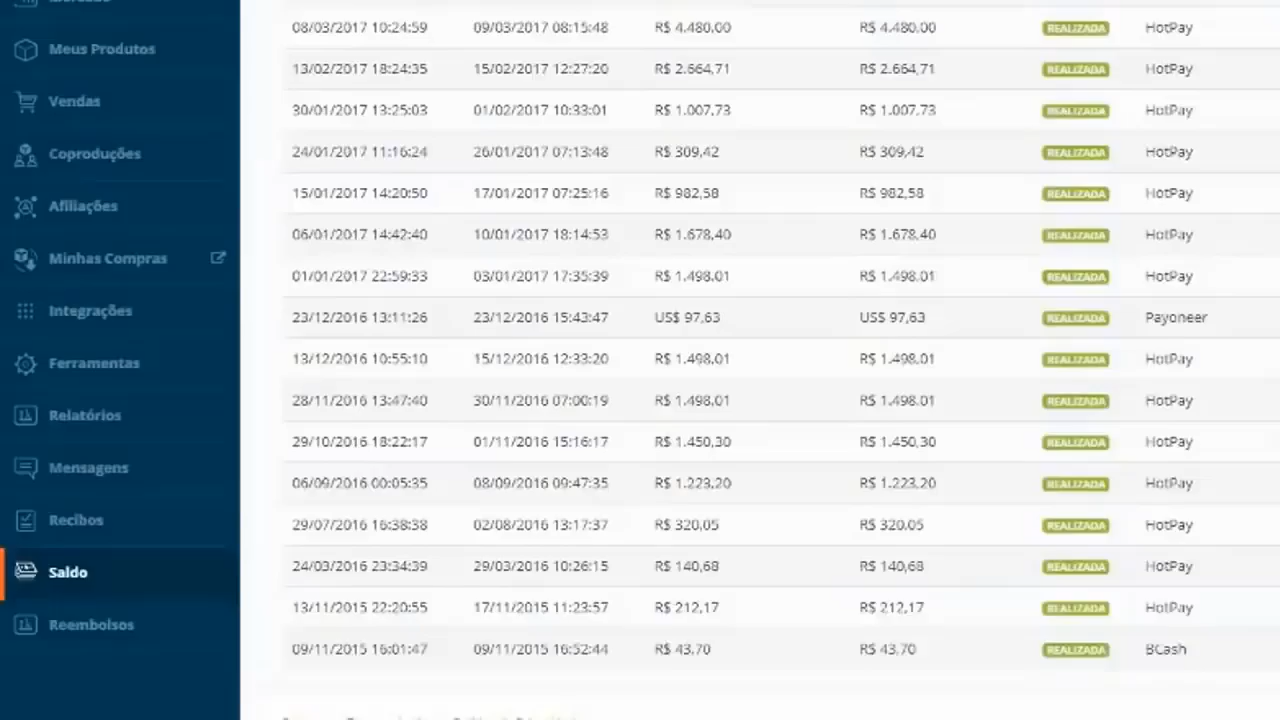 08/03/2017 10:24:59 09/03/2017 08:15:48 R$ 4.480,00 R$ 4.480,00 REALIZADA HotPay
Meus Produtos
13/02/2017 18:24:35 15/02/2017 12:27:20 R$ 2.664,71 R$ 2.664,71 REALIZADA HotPay
Vendas
30/01/2017 13:25:03 01/02/2017 10:33:01 R$ 1.007,73 R$ 1.007,73 REALIZADA HotPay
Coproduções
24/01/2017 11:16:24 26/01/2017 07:13:48 R$ 309,42 R$ 309,42 REALIZADA HotPay
15/01/2017 14:20:50 17/01/2017 07:25:16 R$ 982,58 R$ 982,58 REALIZADA HotPay
Afiliações
06/01/2017 14:42:40 10/01/2017 18:14:53 R$ 1.678,40 R$ 1.678,40 REALIZADA HotPay
Minhas Compras
01/01/2017 22:59:33 03/01/2017 17:35:39 R$ 1.498,01 R$ 1.498,01 REALIZADA HotPay
Integrações
23/12/2016 13:11:26 23/12/2016 15:43:47 US$ 97,63 US$ 97,63 REALIZADA Payoneer
Ferramentas
13/12/2016 10:55:10 15/12/2016 12:33:20 R$ 1.498,01 R$ 1.498,01 REALIZADA HotPay
28/11/2016 13:47:40 30/11/2016 07:00:19 R$ 1.498,01 R$ 1.498,01 REALIZADA HotPay
Relatórios
29/10/2016 18:22:17 01/11/2016 15:16:17 R$ 1.450,30 R$ 1.450,30 REALIZADA HotPay
Mensagens
06/09/2016 00:05:35 08/09/2016 09:47:35 R$ 1.223,20 R$ 1.223,20 REALIZADA HotPay
Recibos
29/07/2016 16:38:38 02/08/2016 13:17:37 R$ 320,05 R$ 320,05 REALIZADA HotPay
Saldo
24/03/2016 23:34:39 29/03/2016 10:26:15 R$ 140,68 R$ 140,68 REALIZADA HotPay
13/11/2015 22:20:55 17/11/2015 11:23:57 R$ 212,17 R$ 212,17 REALIZADA HotPay
Reembolsos
09/11/2015 16:01:47 09/11/2015 16:52:44 R$ 43,70 R$ 43,70 REALIZADA BCash